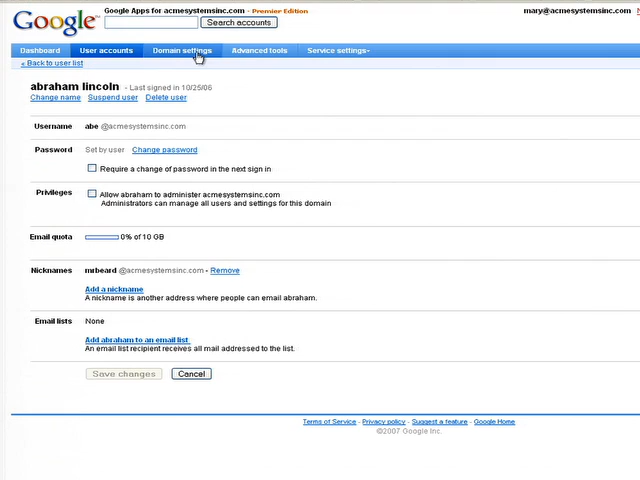 Google Apps for acmesystemsinc.com - Premier Edition
mary@acmesystemsinc.com
Google™
Search accounts
Dashboard User accounts Domain settings Advanced tools Service settings
« Back to user list
abraham lincoln - Last signed in 10/25/06
Change name Suspend user Delete user
Username abe @acmesystemsinc.com
Password Set by user Change password
Require a change of password in the next sign in
Privileges Allow abraham to administer acmesystemsinc.com
Administrators can manage all users and settings for this domain
Email quota 0% of 10 GB
Nicknames mrbeard @acmesystemsinc.com - Remove
Add a nickname
A nickname is another address where people can email abraham.
Email lists None
Add abraham to an email list
An email list recipient receives all mail addressed to the list.
Save changes Cancel
Terms of Service - Privacy policy - Suggest a feature - Google Home
©2007 Google Inc.